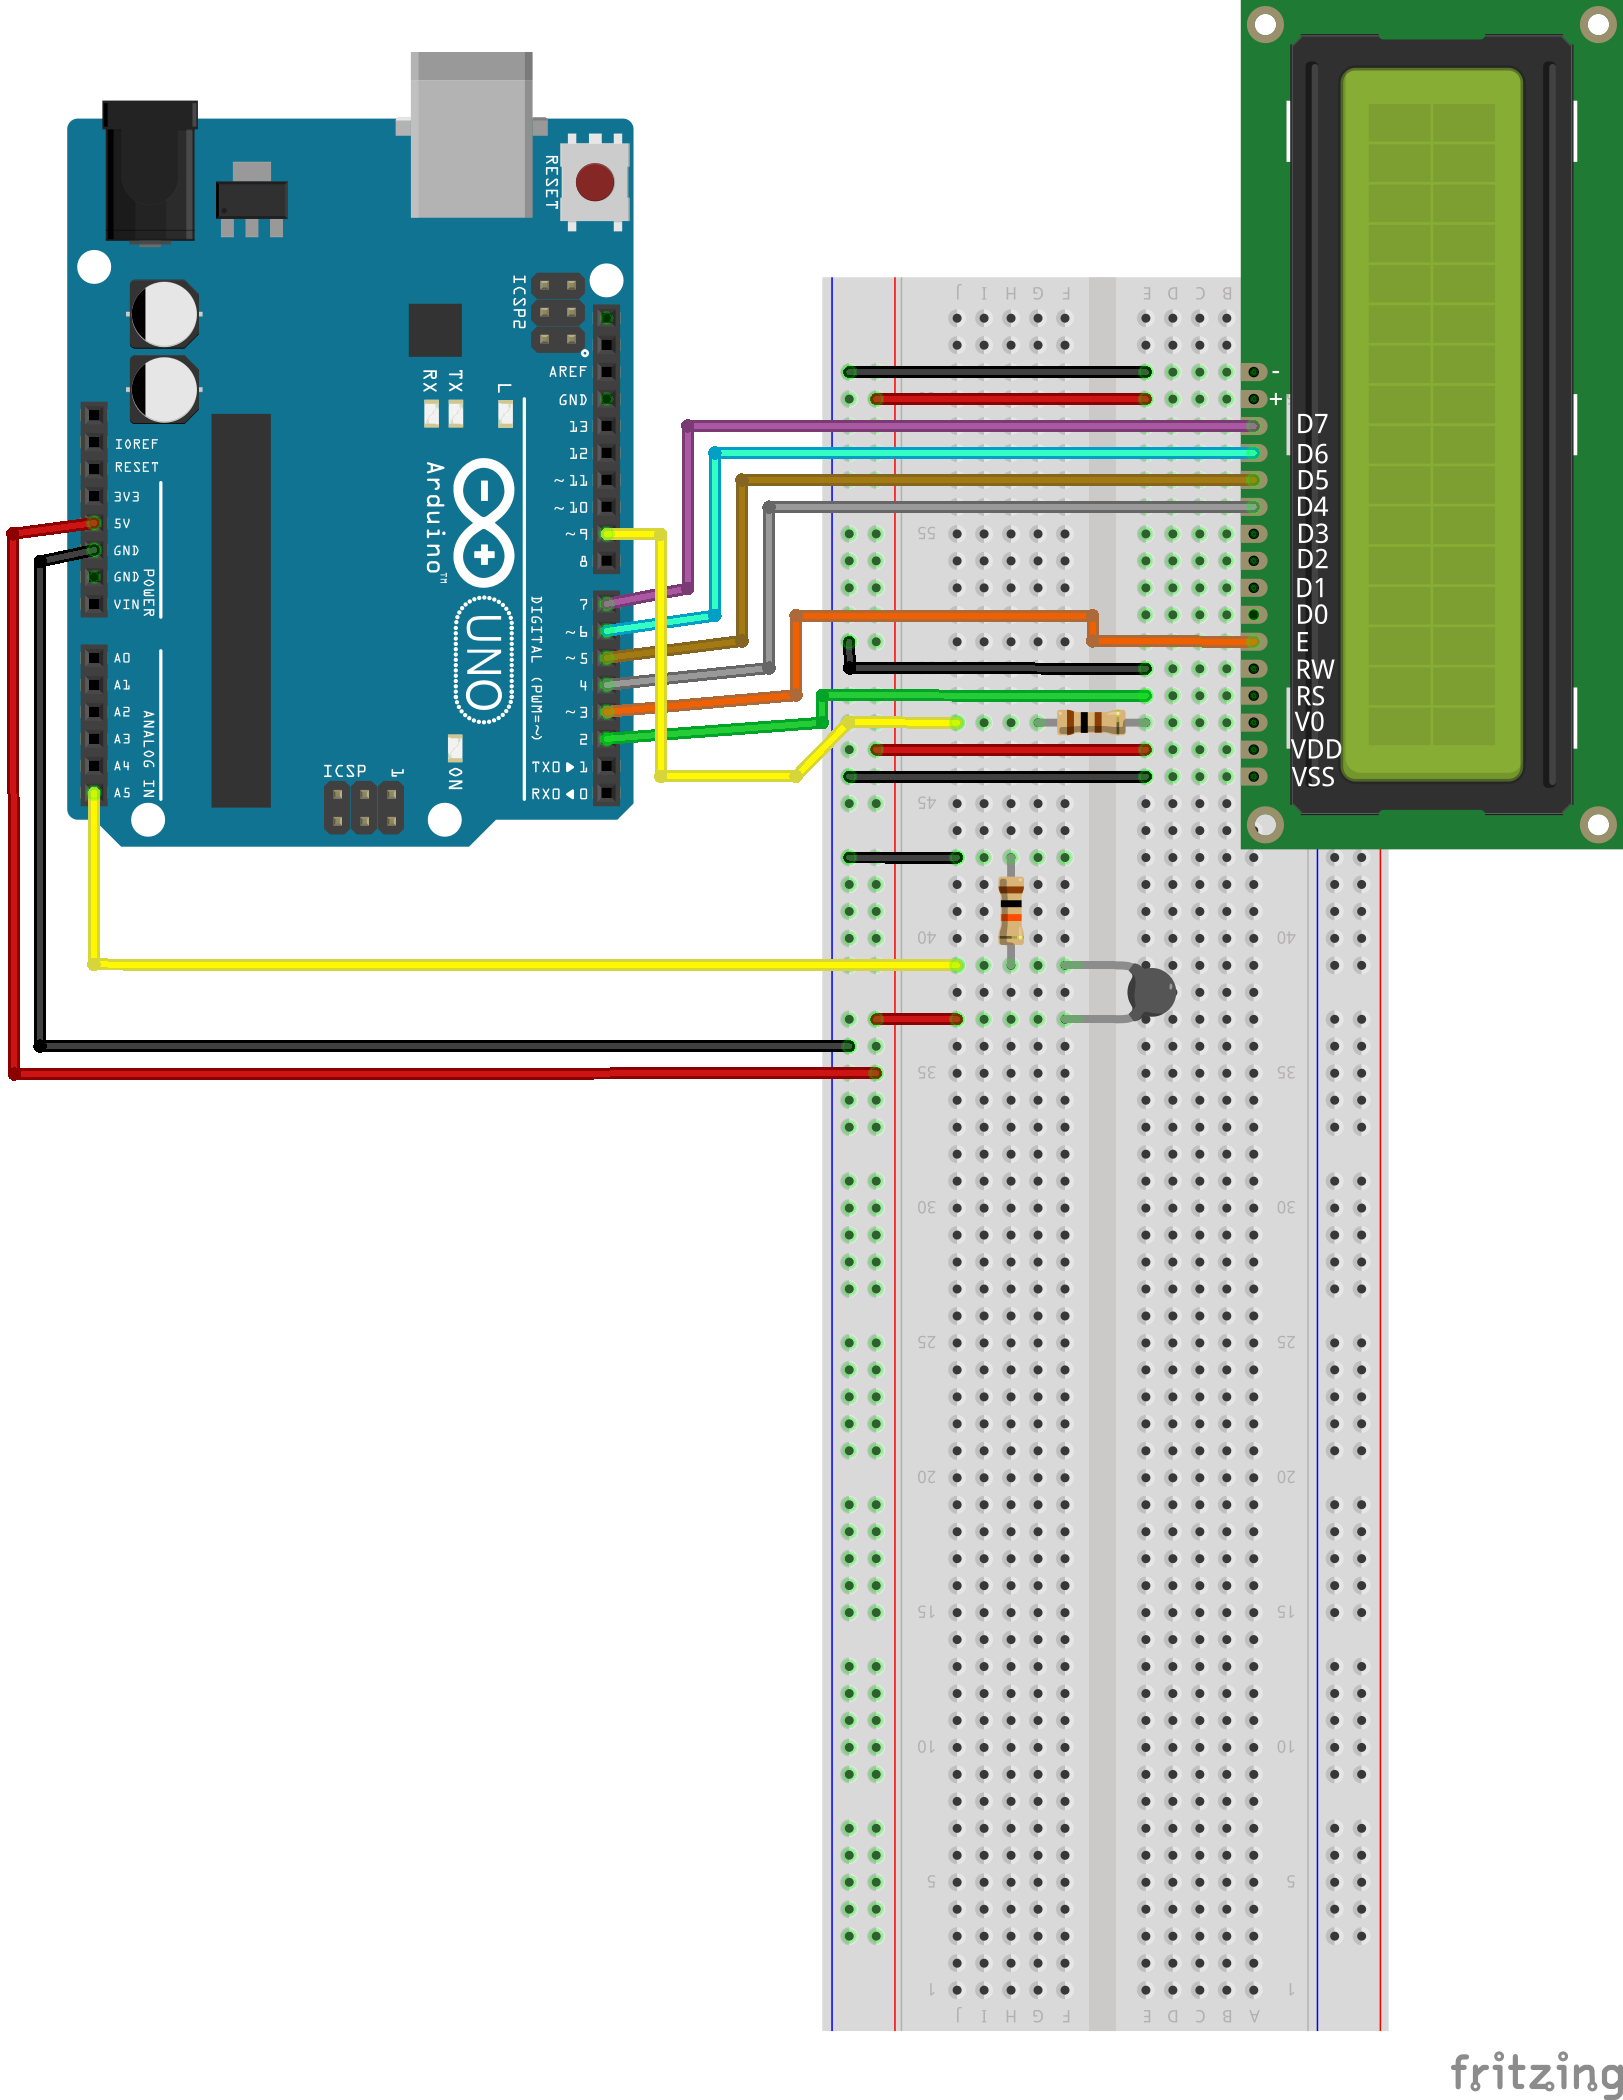 RESET
ICSP2
AREF
GND
13
12
~11
~10
~9
8
7
~6
~5
4
~3
2
TX0▶1
RX0◀0
RX
TX
L
Arduino™
UNO
DIGITAL (PWM=~)
ON
ICSP
1
IOREF
RESET
3V3
5V
GND
GND
VIN
POWER
A0
A1
A2
A3
A4
A5
ANALOG IN
J I H G F E D C B
-
+
D7
D6
D5
D4
D3
D2
D1
D0
E
RW
RS
V0
VDD
VSS
55
45
40 40
35 35
30 30
25 25
20 20
15 15
10 10
5 5
1 1
J I H G F E D C B A
fritzing